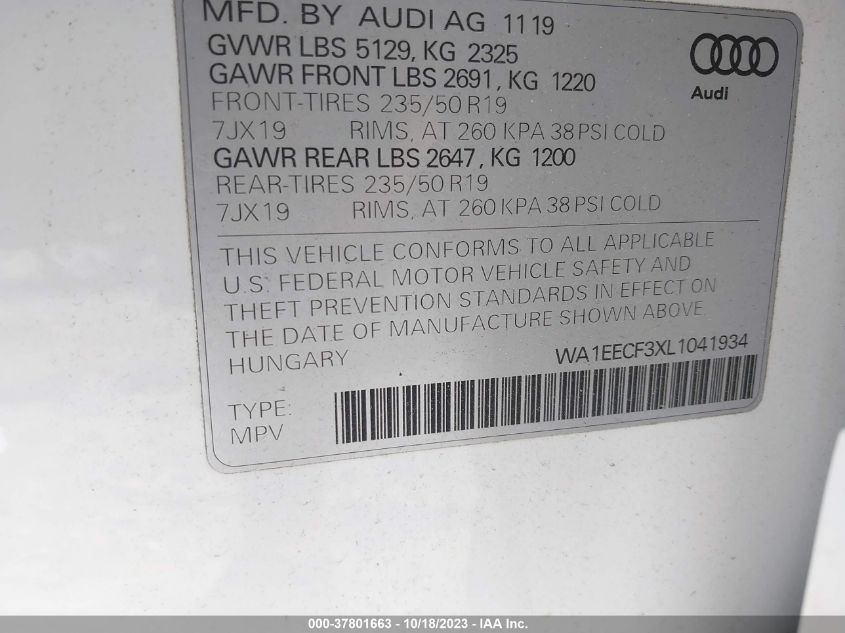 MFD. BY AUDI AG 1119
GVWR LBS 5129, KG 2325
GAWR FRONT LBS 2691, KG 1220
FRONT-TIRES 235/50 R19
7JX19 RIMS, AT 260 KPA 38 PSI COLD
GAWR REAR LBS 2647, KG 1200
REAR-TIRES 235/50 R19
7JX19 RIMS, AT 260 KPA 38 PSI COLD
Audi
THIS VEHICLE CONFORMS TO ALL APPLICABLE
U.S. FEDERAL MOTOR VEHICLE SAFETY AND
THEFT PREVENTION STANDARDS IN EFFECT ON
THE DATE OF MANUFACTURE SHOWN ABOVE
HUNGARY
WA1EECF3XL1041934
TYPE:
MPV
000-37801663 - 10/18/2023 - IAA Inc.